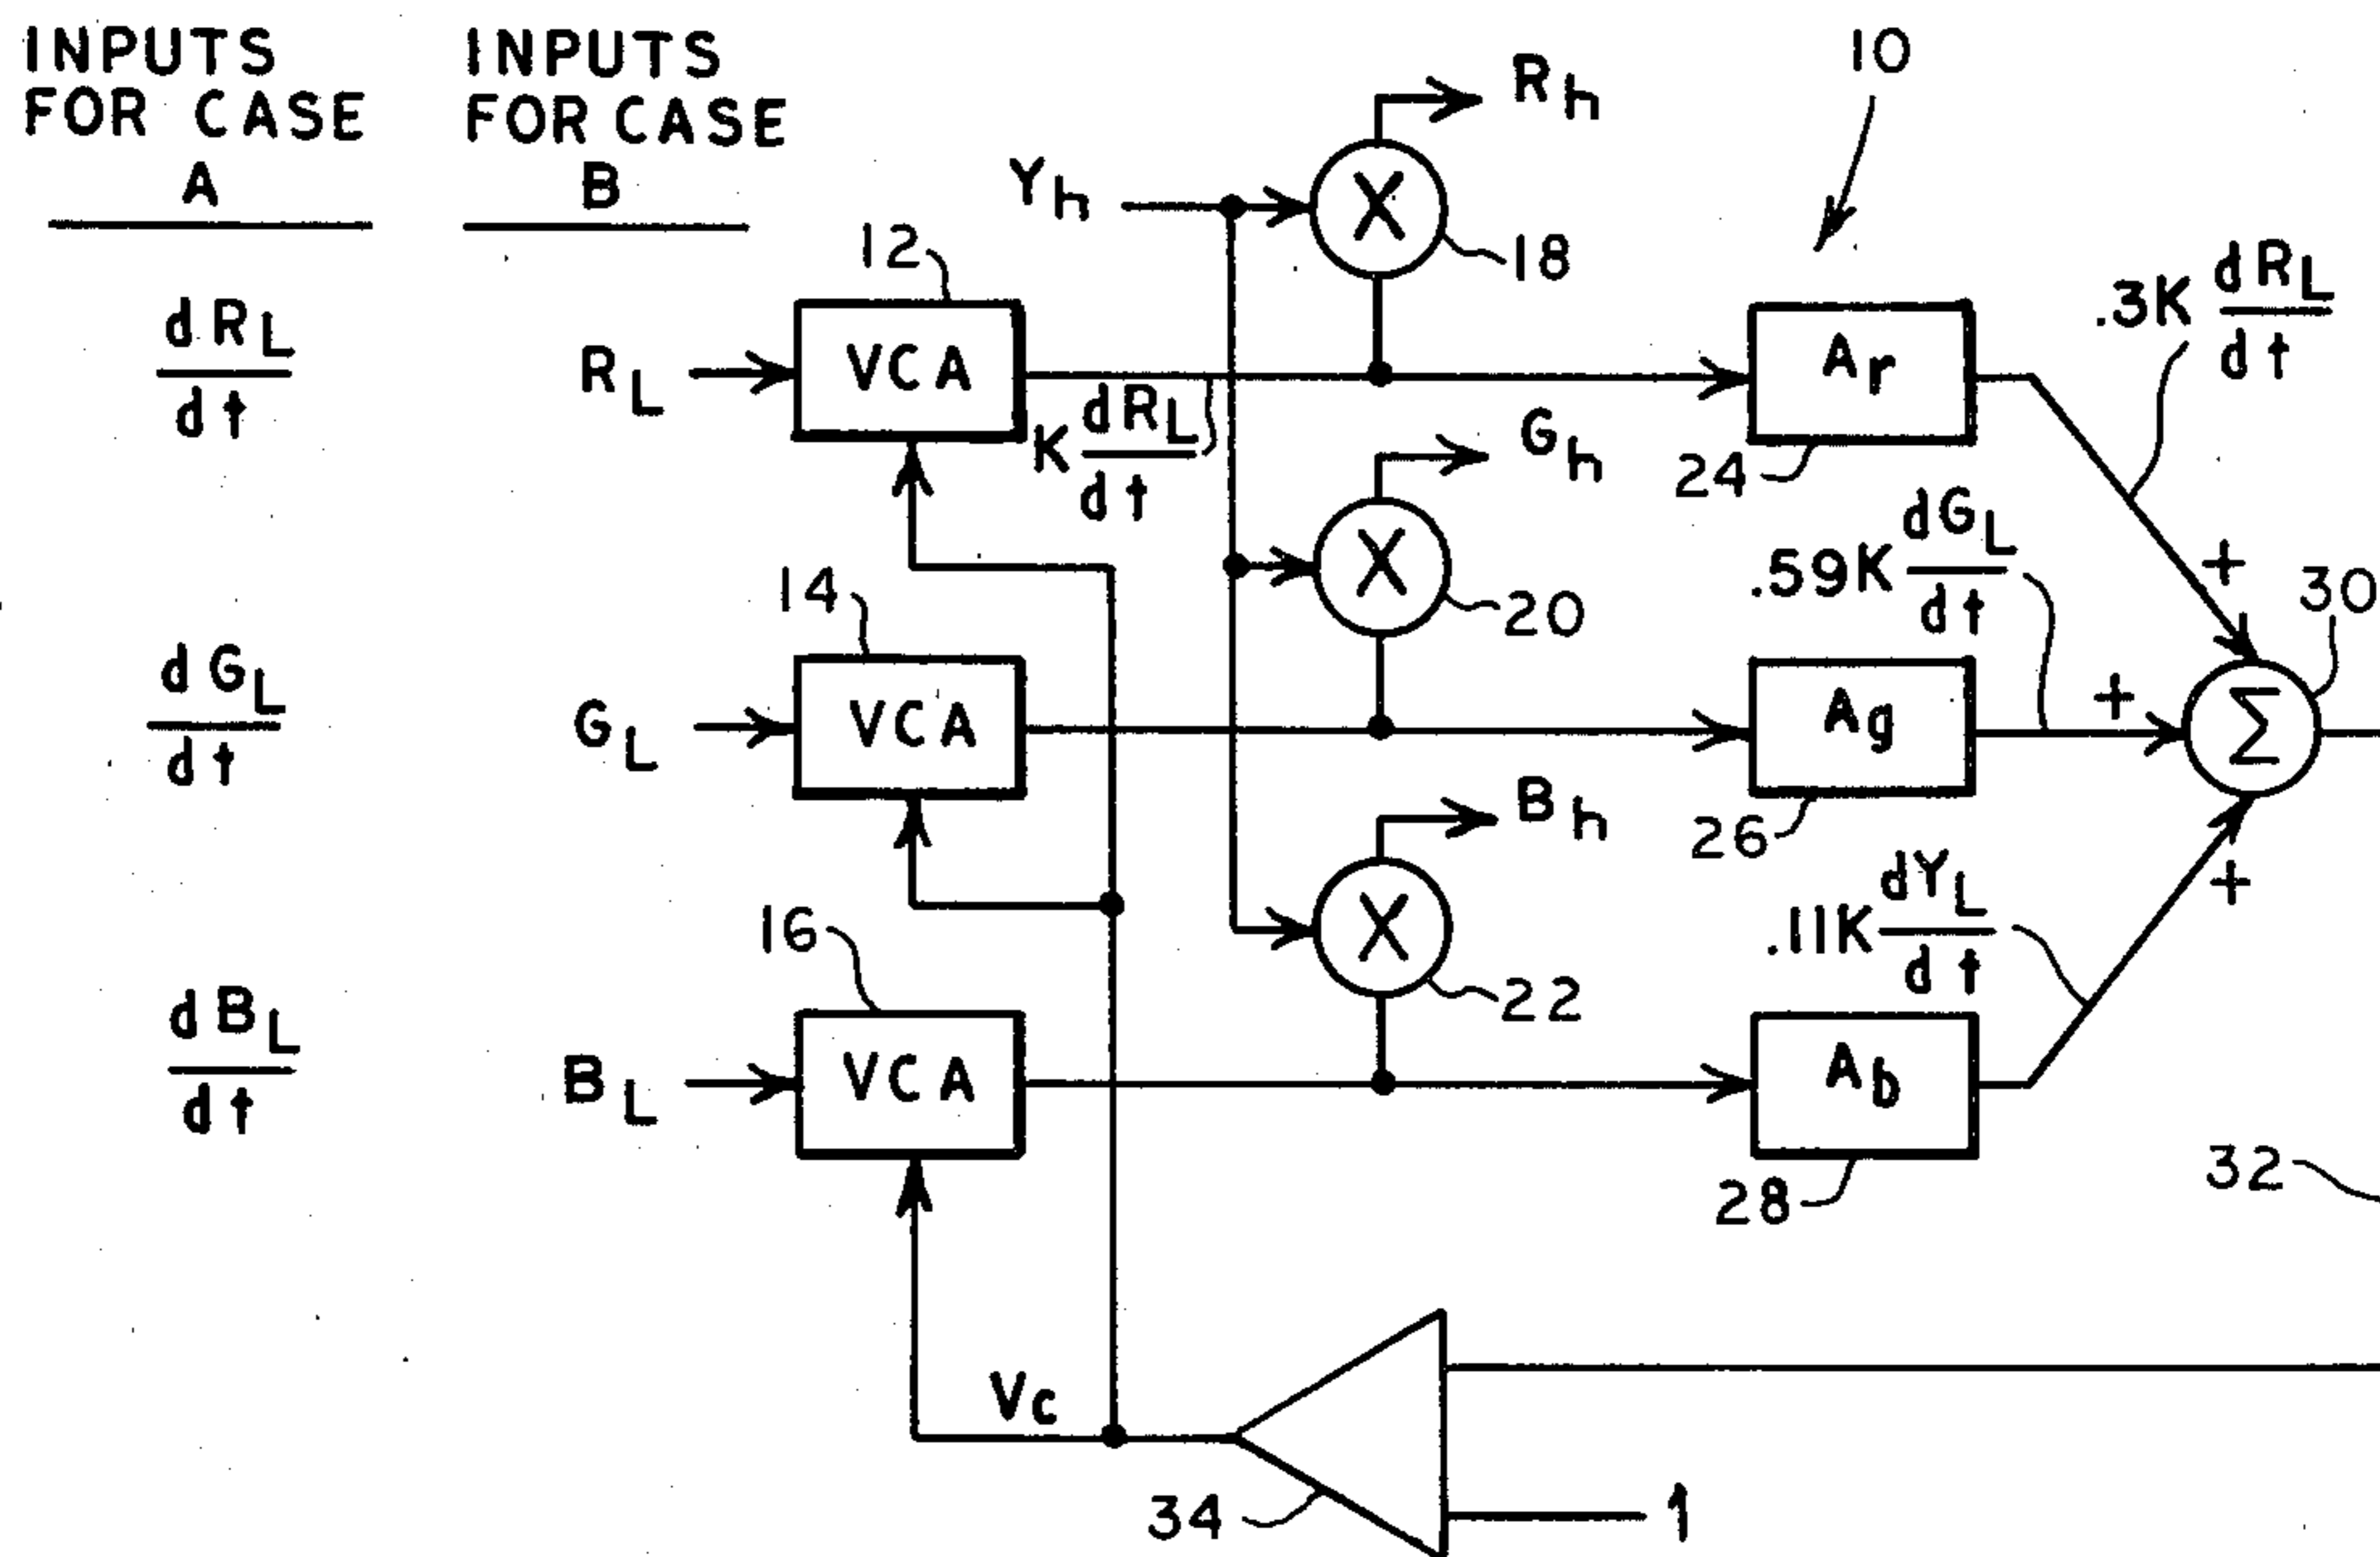 INPUTS
FOR CASE
A
INPUTS
FOR CASE
B
Yh
Rh
10
12
18
dRL
dt
RL
VCA
K dRL
dt
Ar
24
.3K dRL
dt
Gh
14
20
.59K dGL
dt
+
30
dGL
dt
GL
VCA
Ag
+
Σ
26
Bh
16
22
.11K dYL
dt
+
dBL
dt
BL
VCA
Ab
28
32
X
X
X
Vc
34
1